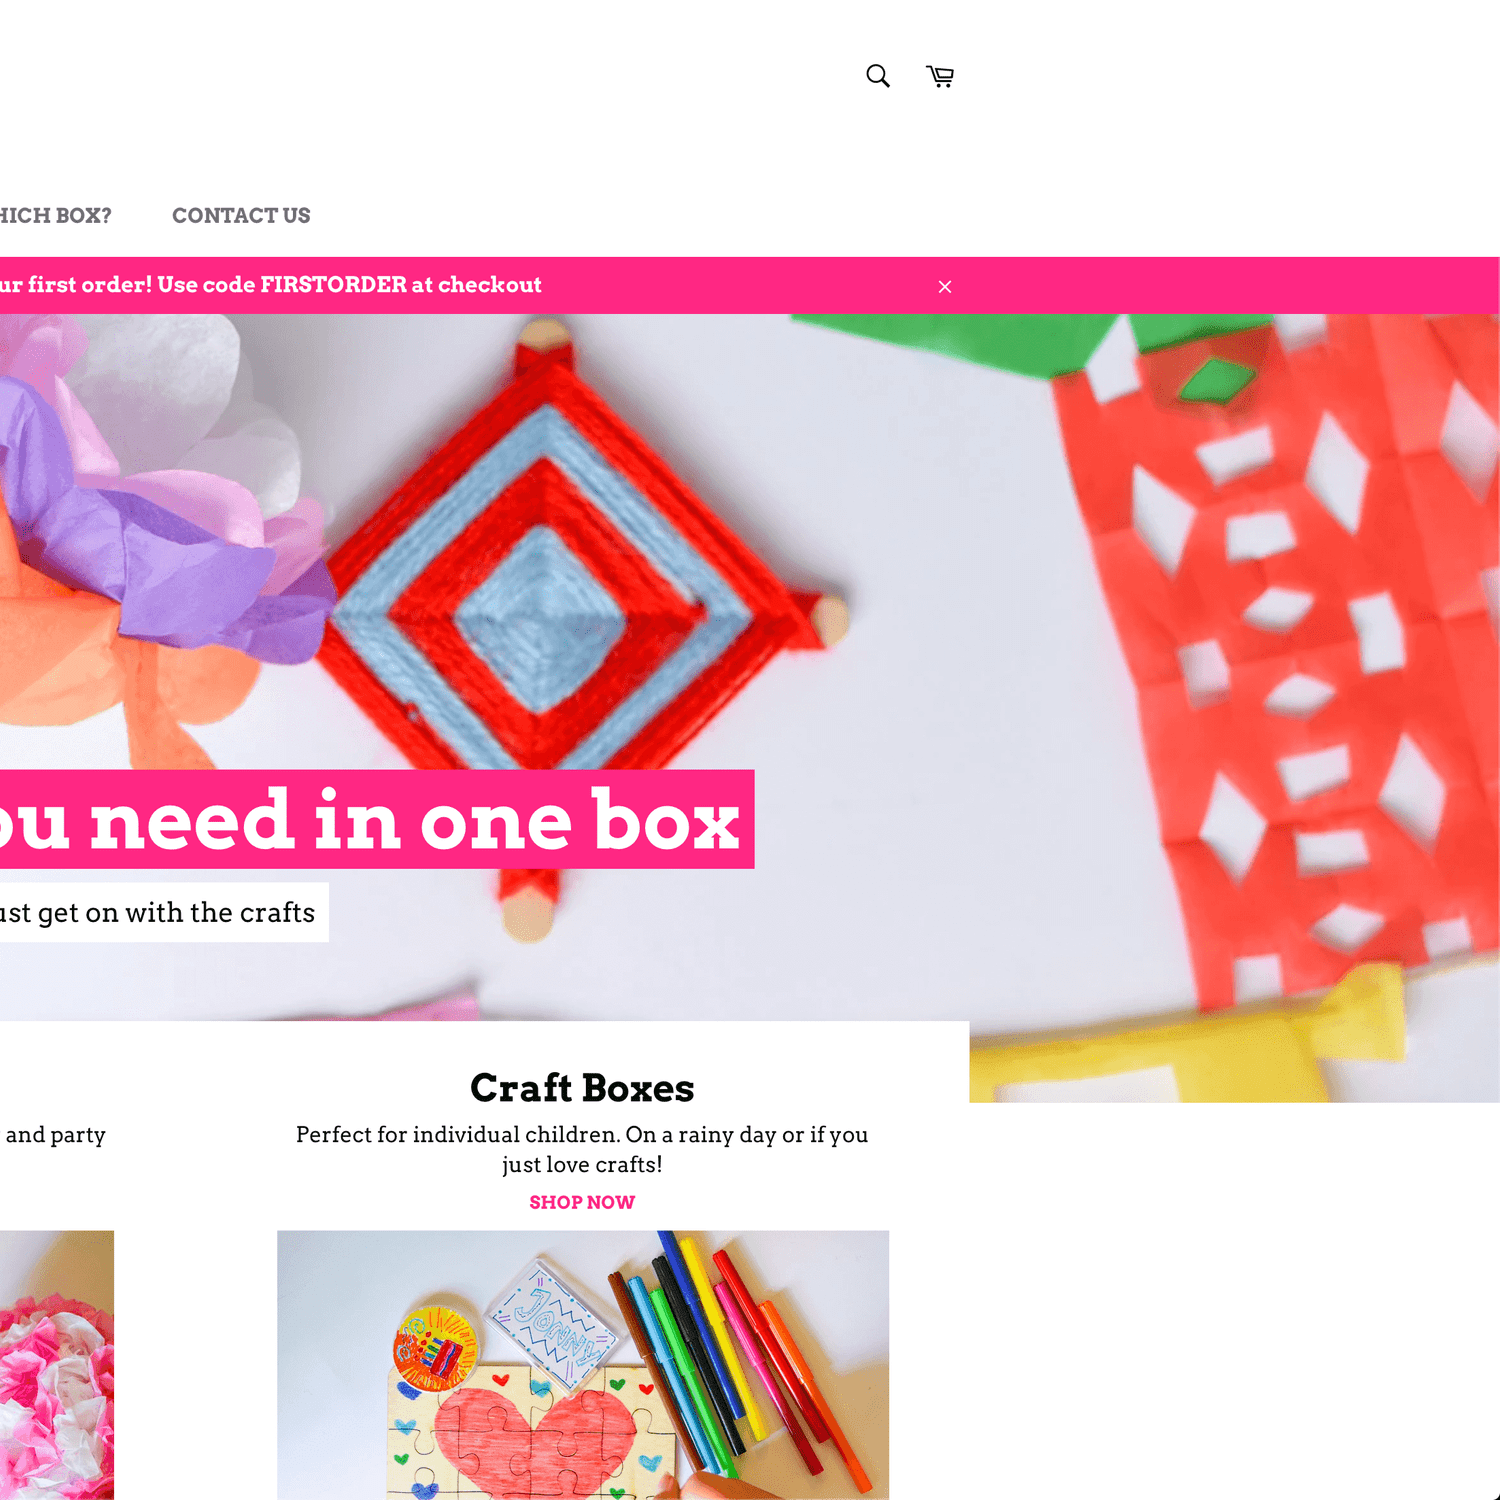 HICH BOX? CONTACT US
ur first order! Use code FIRSTORDER at checkout
ou need in one box
ust get on with the crafts
Craft Boxes
and party
Perfect for individual children. On a rainy day or if you
just love crafts!
SHOP NOW
JONNY